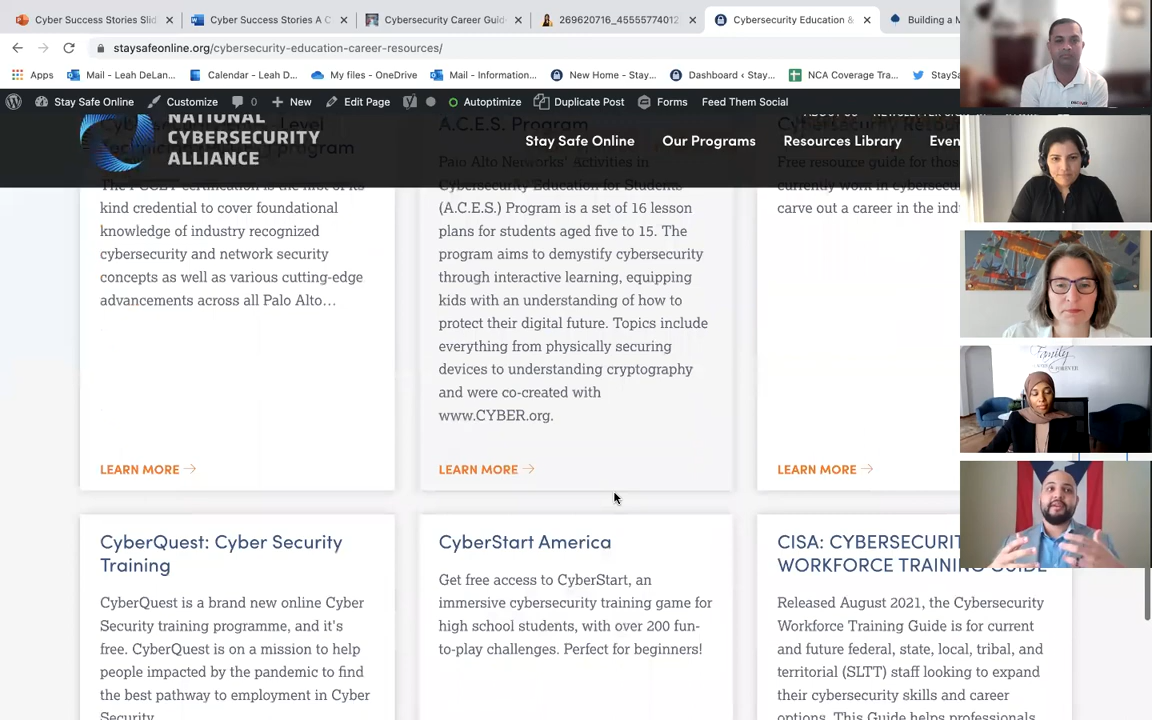 Cyber Success Stories Slid
Cyber Success Stories A C
Cybersecurity Career Guid
269620716_45555774012
Cybersecurity Education &
Building a M
staysafeonline.org/cybersecurity-education-career-resources/
Apps
Mail - Leah DeLan...
Calendar - Leah D...
My files - OneDrive
Mail - Information...
New Home - Stay...
Dashboard ‹ Stay...
NCA Coverage Tra...
StaySa
Stay Safe Online
Customize
0
New
Edit Page
Autoptimize
Duplicate Post
Forms
Feed Them Social
NATIONAL
CYBERSECURITY
ALLIANCE
Stay Safe Online
Our Programs
Resources Library
Even
The PCCET certification is the first of its
kind credential to cover foundational
knowledge of industry recognized
cybersecurity and network security
concepts as well as various cutting-edge
advancements across all Palo Alto...
LEARN MORE
A.C.E.S. Program
Palo Alto Networks' Activities in
Cybersecurity Education for Students
(A.C.E.S.) Program is a set of 16 lesson
plans for students aged five to 15. The
program aims to demystify cybersecurity
through interactive learning, equipping
kids with an understanding of how to
protect their digital future. Topics include
everything from physically securing
devices to understanding cryptography
and were co-created with
www.CYBER.org.
LEARN MORE
Free resource guide for thos
currently work in cybersec
carve out a career in the ind
LEARN MORE
CyberQuest: Cyber Security
Training
CyberQuest is a brand new online Cyber
Security training programme, and it's
free. CyberQuest is on a mission to help
people impacted by the pandemic to find
the best pathway to employment in Cyber
Security.
CyberStart America
Get free access to CyberStart, an
immersive cybersecurity training game for
high school students, with over 200 fun-
to-play challenges. Perfect for beginners!
CISA: CYBERSECURIT
WORKFORCE TRAINING GUIDE
Released August 2021, the Cybersecurity
Workforce Training Guide is for current
and future federal, state, local, tribal, and
territorial (SLTT) staff looking to expand
their cybersecurity skills and career
options. This Guide helps professionals
Family